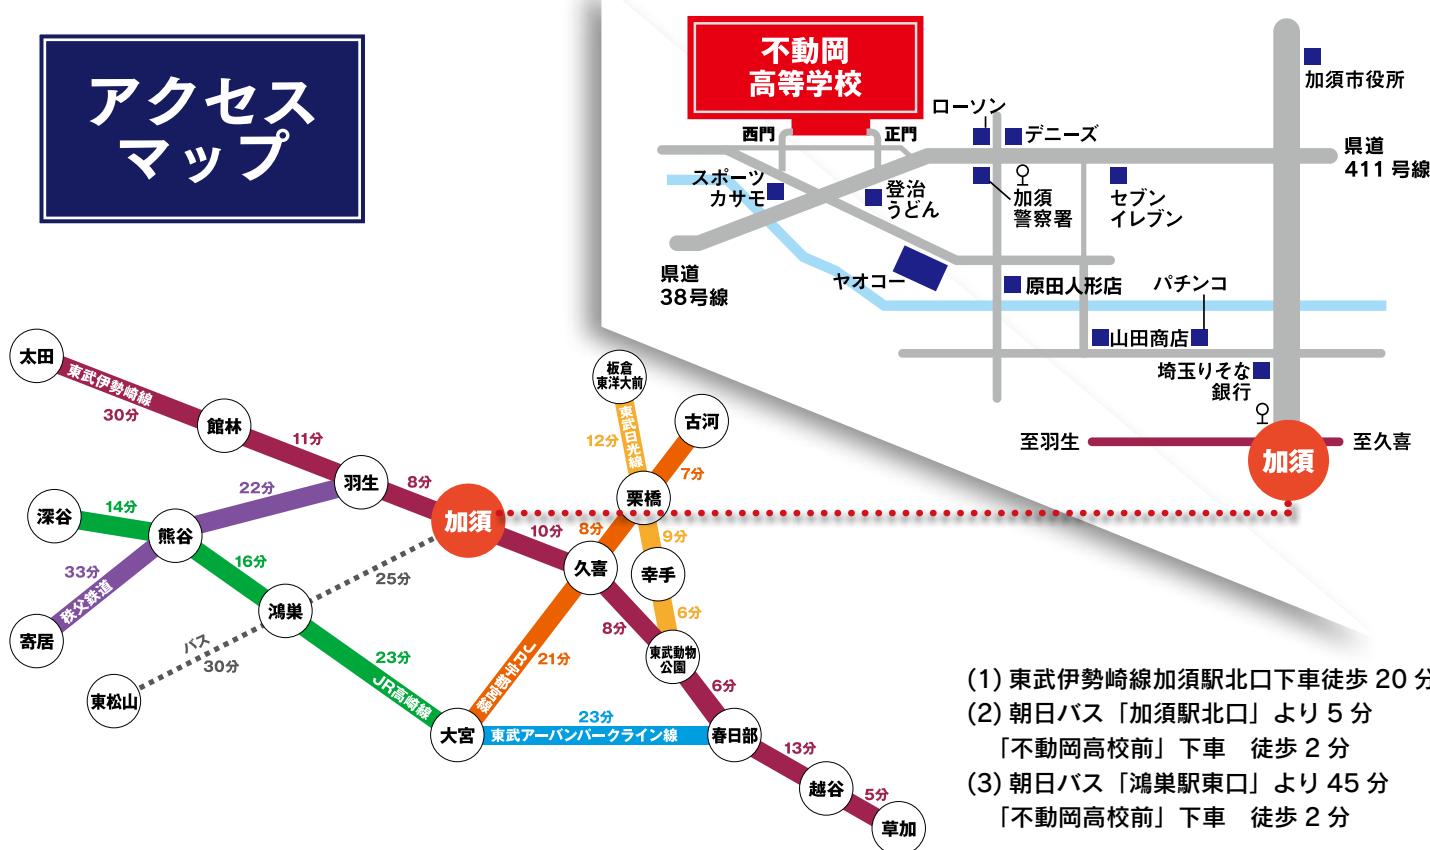 アクセス
マップ
不動岡
高等学校
西門
正門
ローソン
デニーズ
加須市役所
県道
411号線
スポーツ
カサモ
登治
うどん
加須
警察署
セブン
イレブン
県道
38号線
ヤオコー
原田人形店
パチンコ
山田商店
埼玉りそな
銀行
至羽生
至久喜
加須
太田
東武伊勢崎線
30分
館林
11分
羽生
8分
加須
10分
久喜
8分
東武動物
公園
6分
春日部
13分
越谷
5分
草加
板倉
東洋大前
東武日光線
12分
古河
7分
栗橋
8分
9分
幸手
6分
深谷
14分
熊谷
22分
33分
秩父鉄道
寄居
16分
鴻巣
25分
バス
30分
東松山
23分
JR高崎線
大宮
JR宇都宮線
21分
23分
東武アーバンパークライン線
(1) 東武伊勢崎線加須駅北口下車徒歩 20 分
(2) 朝日バス「加須駅北口」より 5 分
「不動岡高校前」下車　徒歩 2 分
(3) 朝日バス「鴻巣駅東口」より 45 分
「不動岡高校前」下車　徒歩 2 分